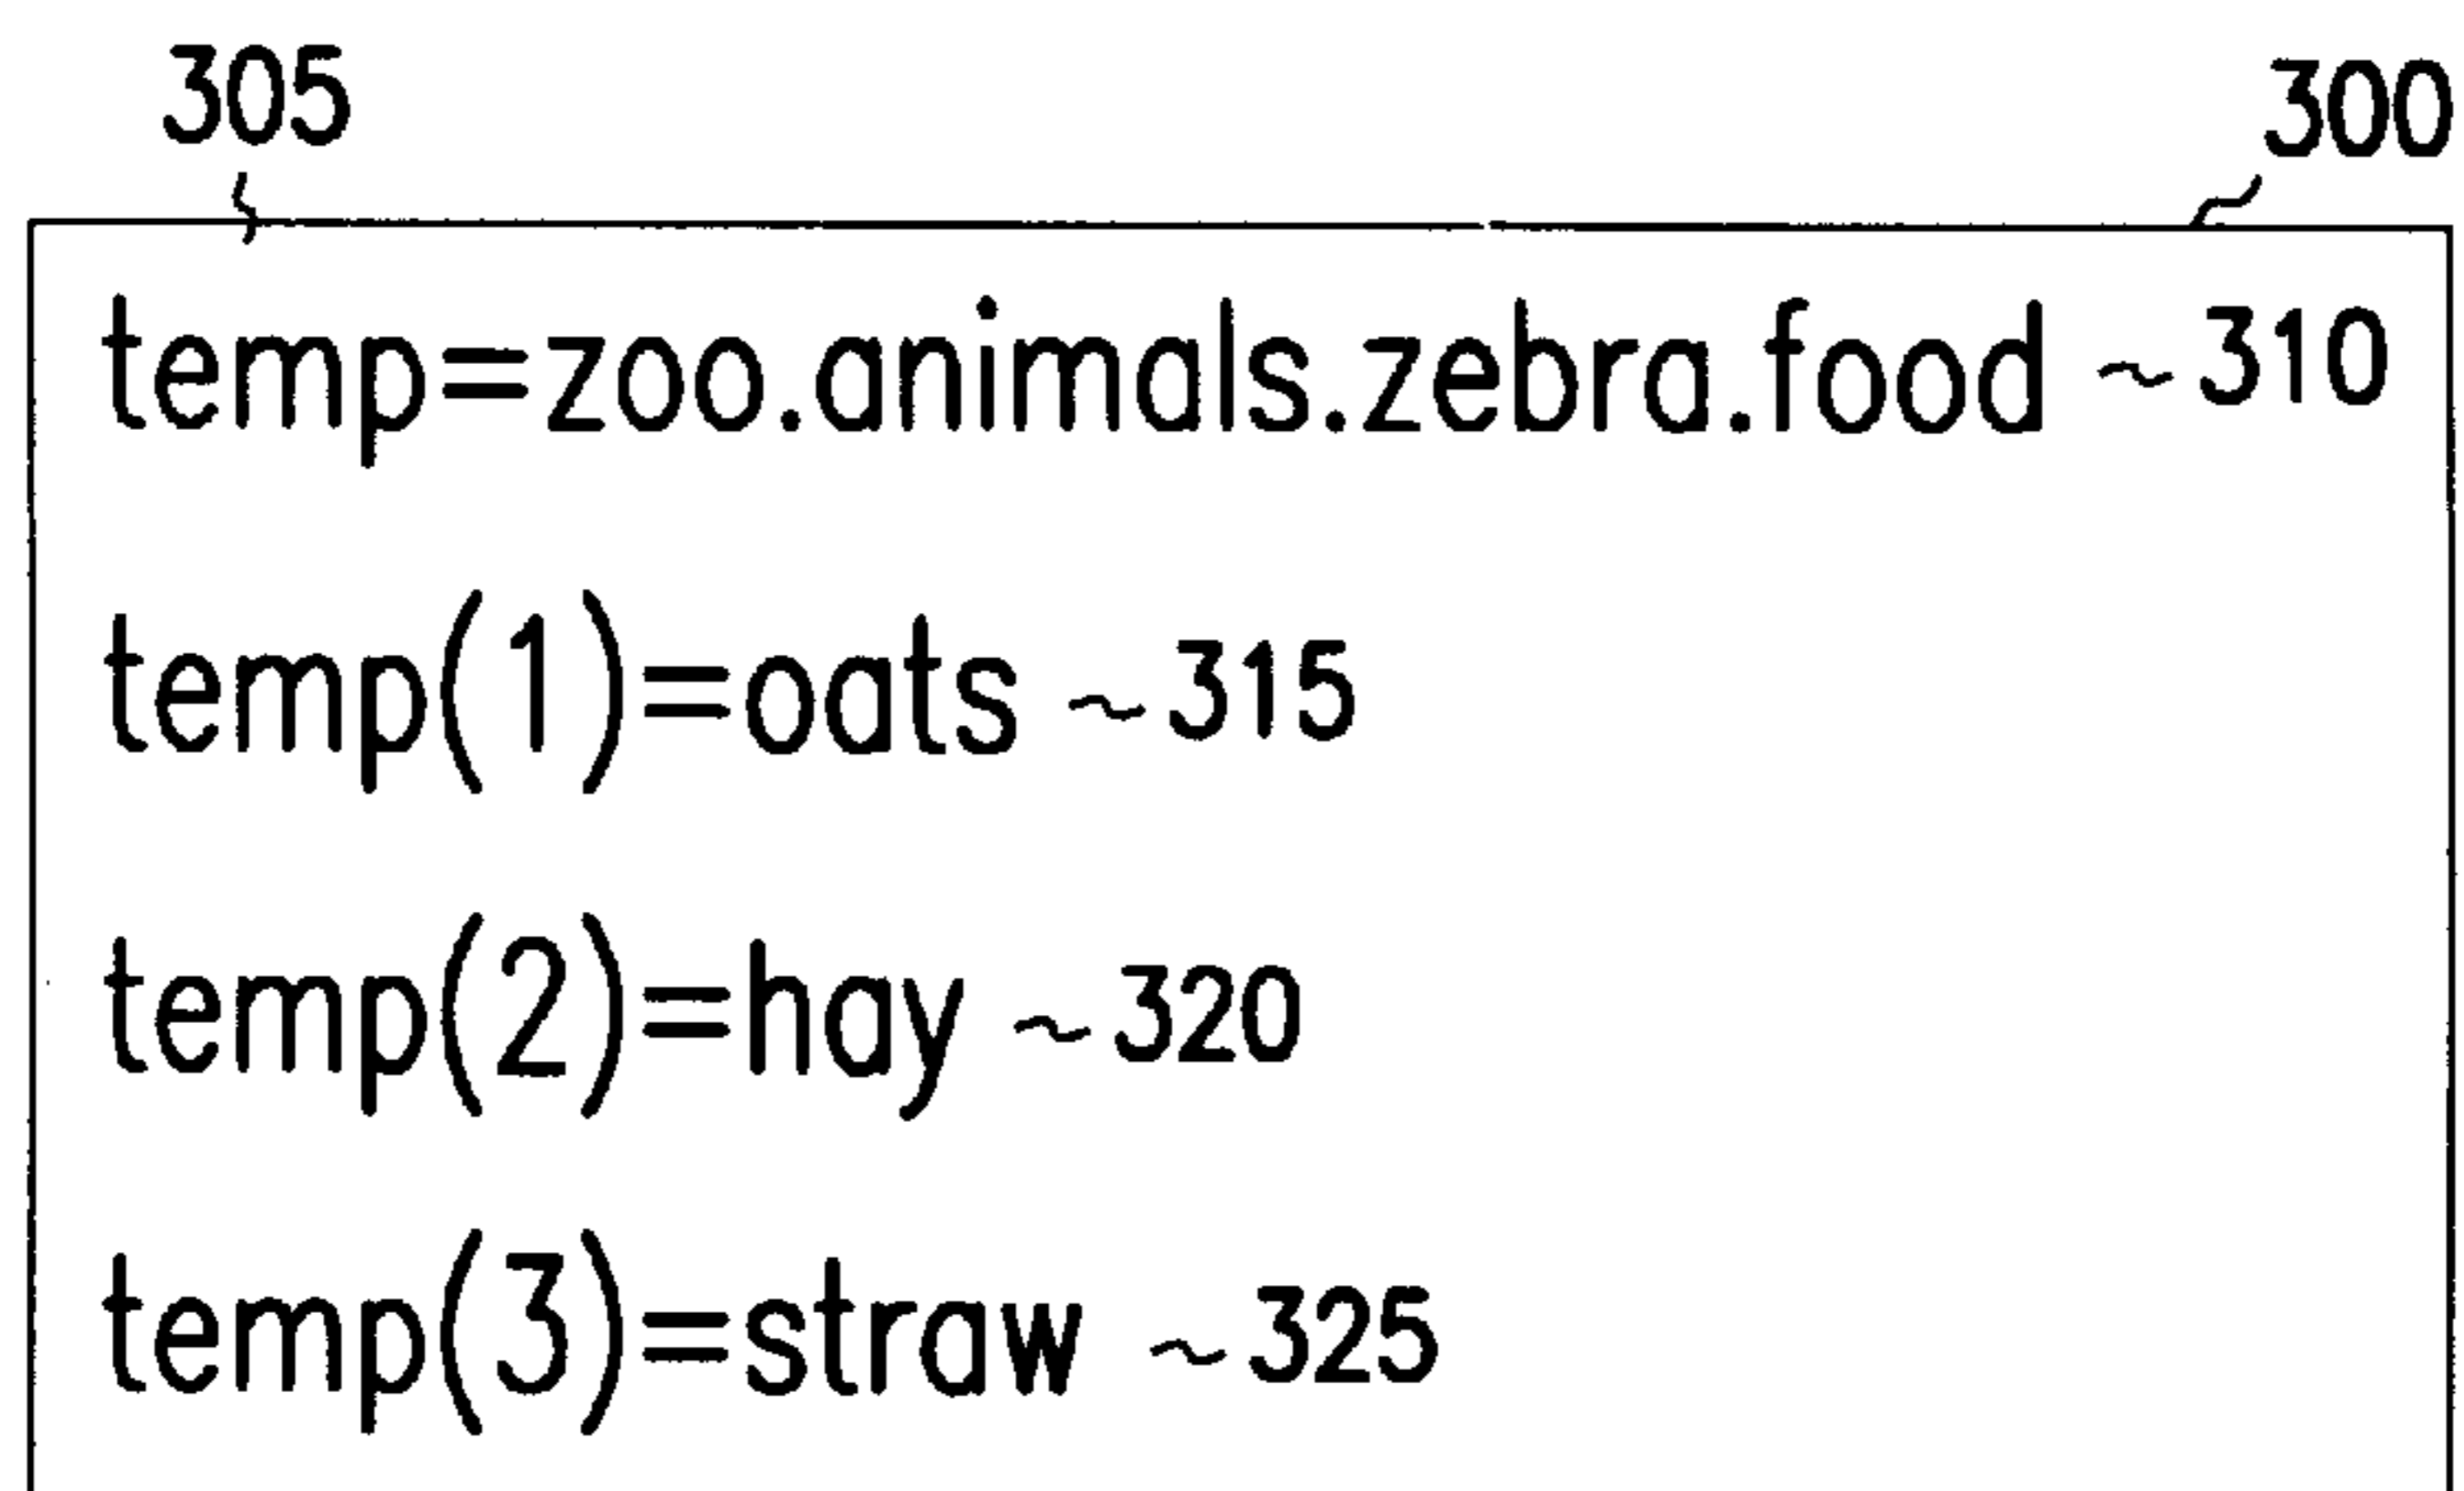 305 300
temp=zoo.animals.zebra.food ~310
temp(1)=oats ~315
temp(2)=hay ~320
temp(3)=straw ~325